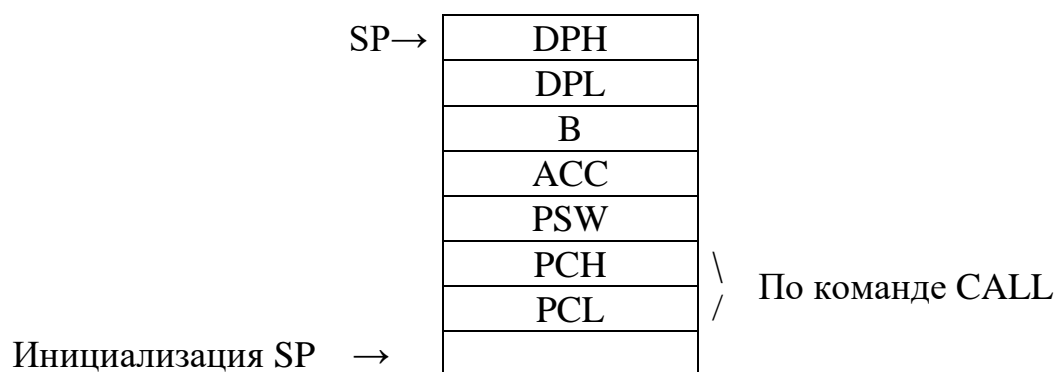 SP→ DPH
DPL
B
ACC
PSW
PCH \
По команде CALL
PCL /
Инициализация SP →